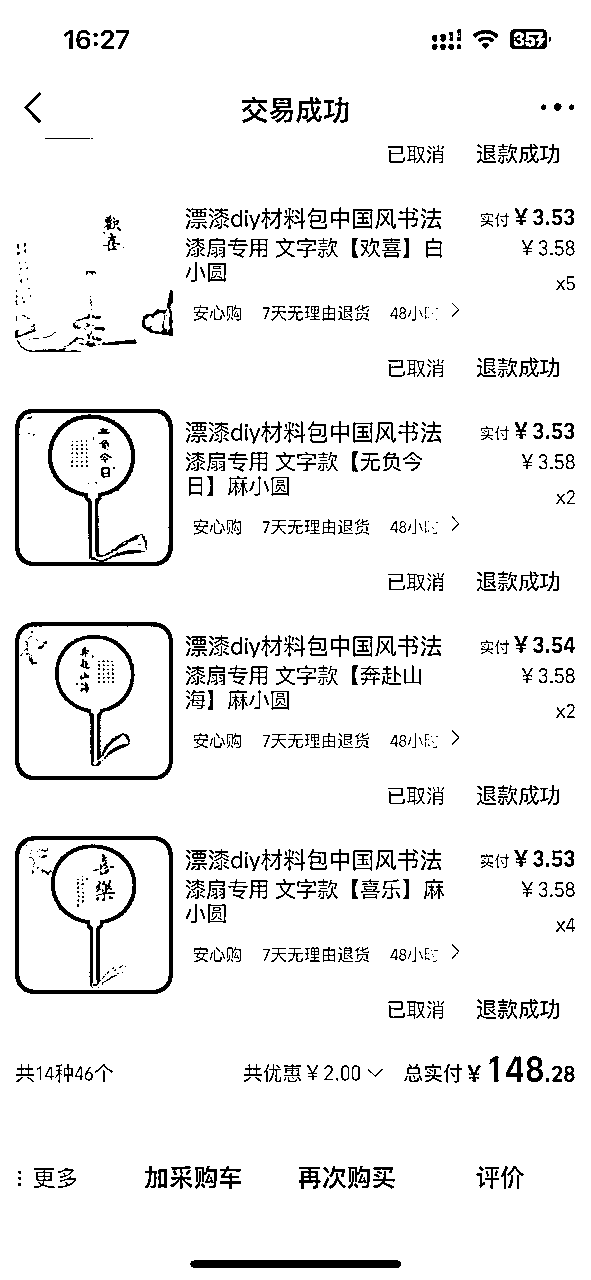 16:27
35
交易成功
已取消 退款成功
歡喜
漂漆diy材料包中国风书法 实付¥3.53
漆扇专用 文字款【欢喜】白 ¥3.58
小圆 x5
安心购 7天无理由退货 48小时
已取消 退款成功
无负今日
漂漆diy材料包中国风书法 实付¥3.53
漆扇专用 文字款【无负今 ¥3.58
日】麻小圆 x2
安心购 7天无理由退货 48小时
已取消 退款成功
奔赴山海
漂漆diy材料包中国风书法 实付¥3.54
漆扇专用 文字款【奔赴山 ¥3.58
海】麻小圆 x2
安心购 7天无理由退货 48小时
已取消 退款成功
喜樂
漂漆diy材料包中国风书法 实付¥3.53
漆扇专用 文字款【喜乐】麻 ¥3.58
小圆 x4
安心购 7天无理由退货 48小时
已取消 退款成功
共14种46个 共优惠¥2.00 总实付¥148.28
更多 加采购车 再次购买 评价